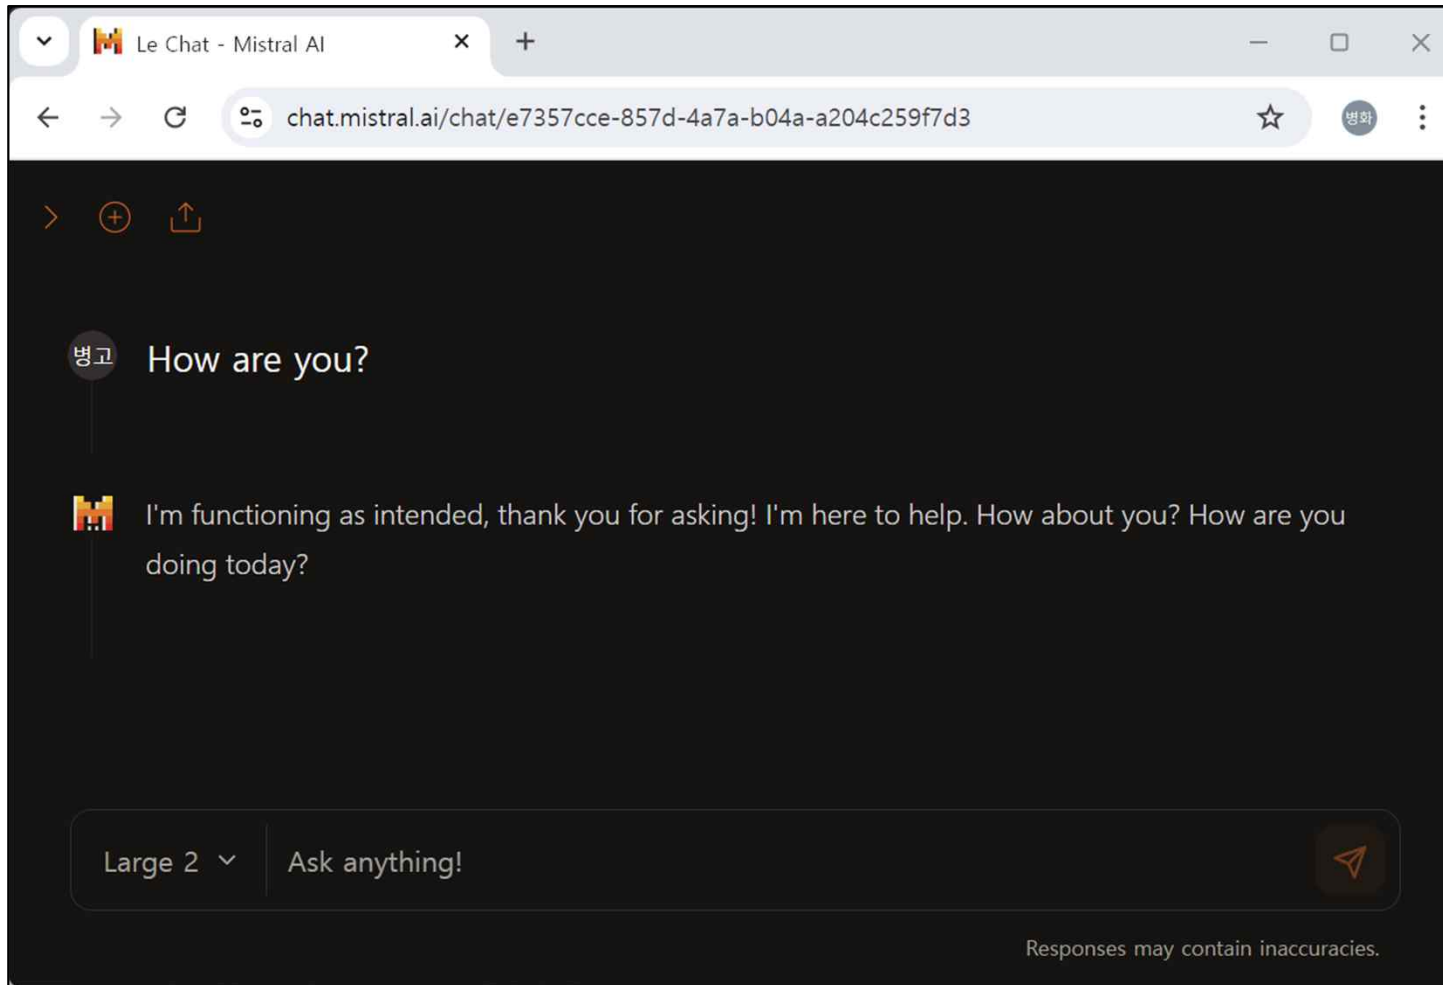 Le Chat - Mistral AI
chat.mistral.ai/chat/e7357cce-857d-4a7a-b04a-a204c259f7d3
병화
병고
How are you?
I'm functioning as intended, thank you for asking! I'm here to help. How about you? How are you
doing today?
Large 2
Ask anything!
Responses may contain inaccuracies.